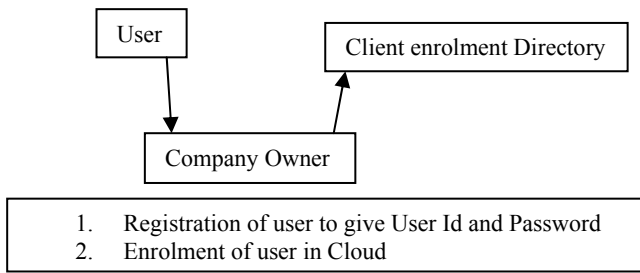 User
Client enrolment Directory
Company Owner
1. Registration of user to give User Id and Password
2. Enrolment of user in Cloud